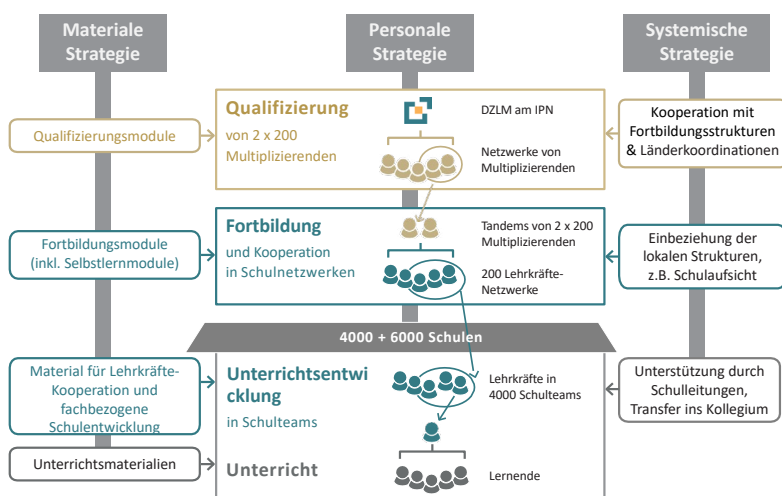 Materiale
Strategie
Personale
Strategie
Systemische
Strategie
Qualifizierungsmodule
Qualifizierung
von 2 x 200
Multiplizierenden
DZLM am IPN
Netzwerke von
Multiplizierenden
Kooperation mit
Fortbildungsstrukturen
& Länderkoordinationen
Fortbildungsmodule
(inkl. Selbstlernmodule)
Fortbildung
und Kooperation
in Schulnetzwerken
Tandems von 2 x 200
Multiplizierenden
200 Lehrkräfte-
Netzwerke
Einbeziehung der
lokalen Strukturen,
z.B. Schulaufsicht
4000 + 6000 Schulen
Material für Lehrkräfte-
Kooperation und
fachbezogene
Schulentwicklung
Unterrichtsentwi
cklung
in Schulteams
Lehrkräfte in
4000 Schulteams
Unterstützung durch
Schulleitungen,
Transfer ins Kollegium
Unterrichtsmaterialien
Unterricht
Lernende